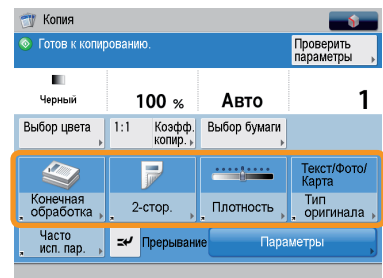 Копия
Готов к копированию.
Проверить
параметры
Черный
100 %
Авто
1
Выбор цвета
1:1
Коэфф.
копир.
Выбор бумаги
Конечная
обработка
2-стор.
Плотность
Текст/Фото/
Карта
Тип
оригинала
Часто
исп. пар.
Прерывание
Параметры